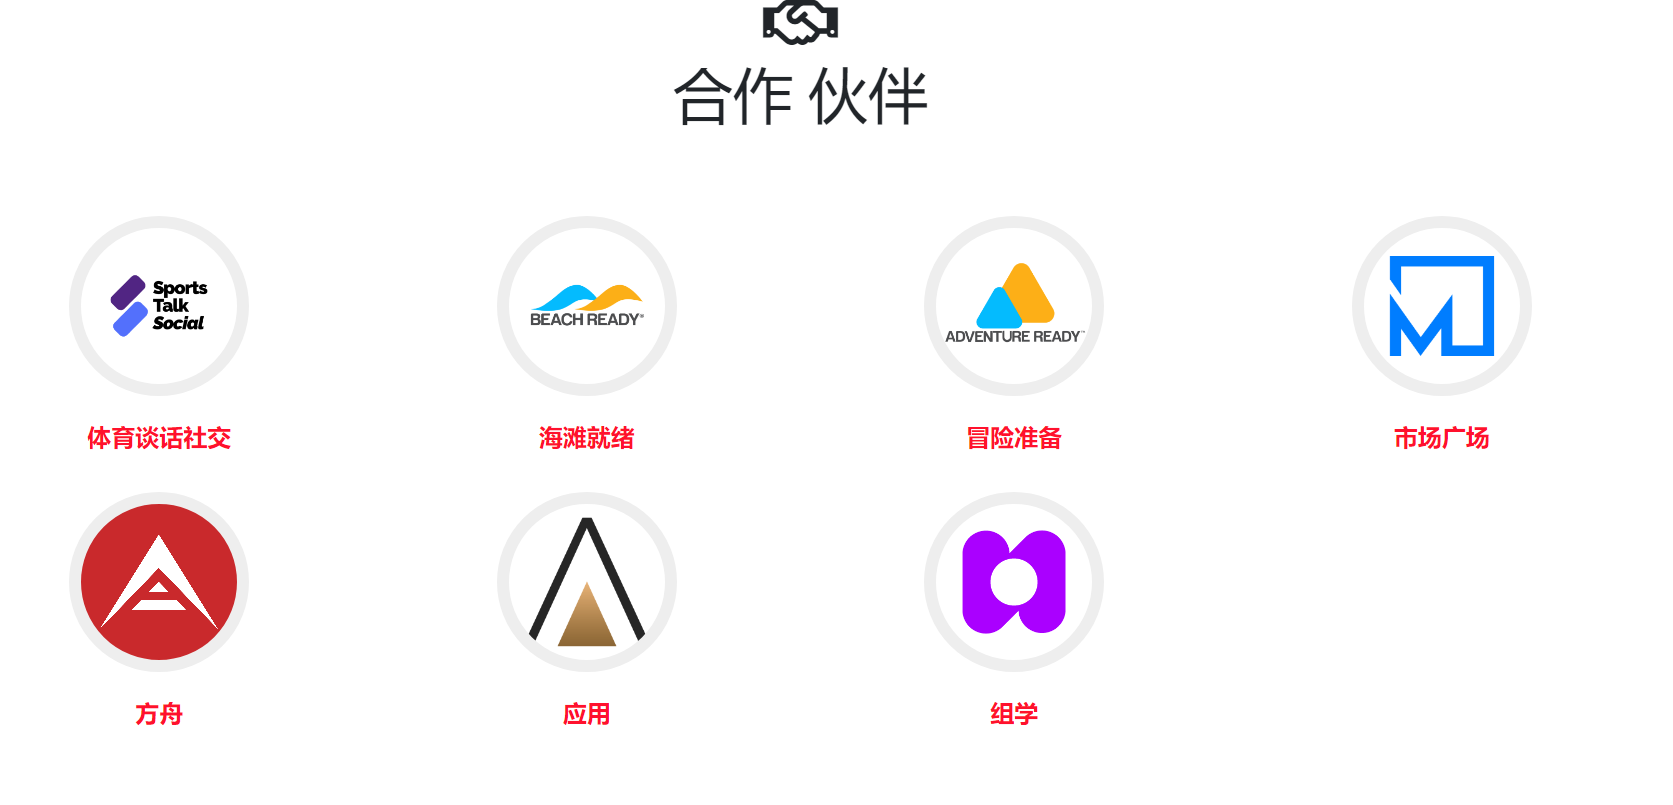 合作 伙伴
Sports
Talk
Social
BEACH READY®
ADVENTURE READY™
体育谈话社交
海滩就绪
冒险准备
市场广场
方舟
应用
组学